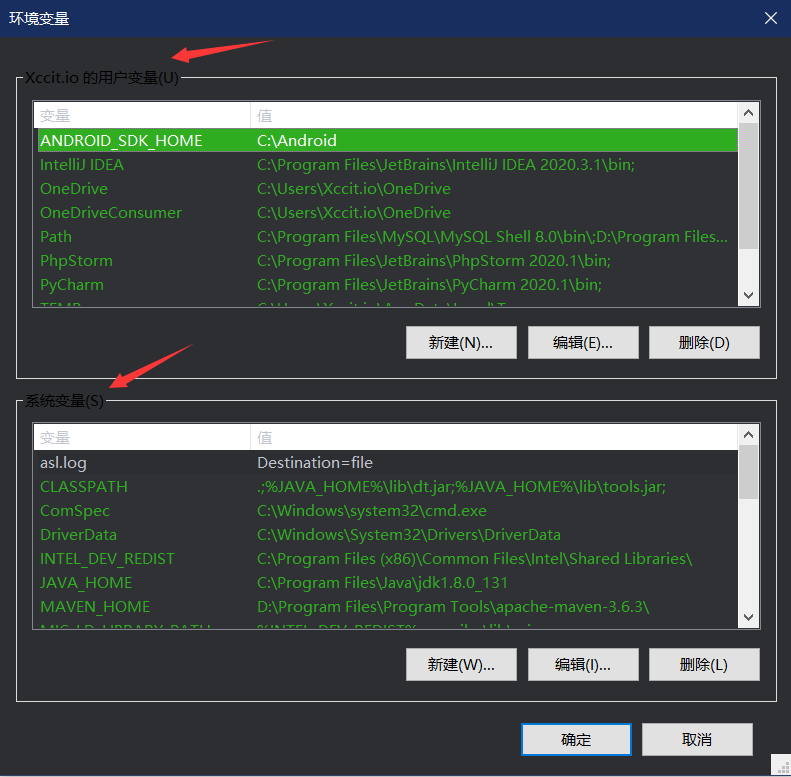 环境变量
Xccit.io 的用户变量(U)
变量 值
ANDROID_SDK_HOME C:\Android
IntelliJ IDEA C:\Program Files\JetBrains\IntelliJ IDEA 2020.3.1\bin;
OneDrive C:\Users\Xccit.io\OneDrive
OneDriveConsumer C:\Users\Xccit.io\OneDrive
Path C:\Program Files\MySQL\MySQL Shell 8.0\bin\;D:\Program Files...
PhpStorm C:\Program Files\JetBrains\PhpStorm 2020.1\bin;
PyCharm C:\Program Files\JetBrains\PyCharm 2020.1\bin;
新建(N)... 编辑(E)... 删除(D)
系统变量(S)
变量 值
asl.log Destination=file
CLASSPATH .;%JAVA_HOME%\lib\dt.jar;%JAVA_HOME%\lib\tools.jar;
ComSpec C:\Windows\system32\cmd.exe
DriverData C:\Windows\System32\Drivers\DriverData
INTEL_DEV_REDIST C:\Program Files (x86)\Common Files\Intel\Shared Libraries\
JAVA_HOME C:\Program Files\Java\jdk1.8.0_131
MAVEN_HOME D:\Program Files\Program Tools\apache-maven-3.6.3\
新建(W)... 编辑(I)... 删除(L)
确定 取消